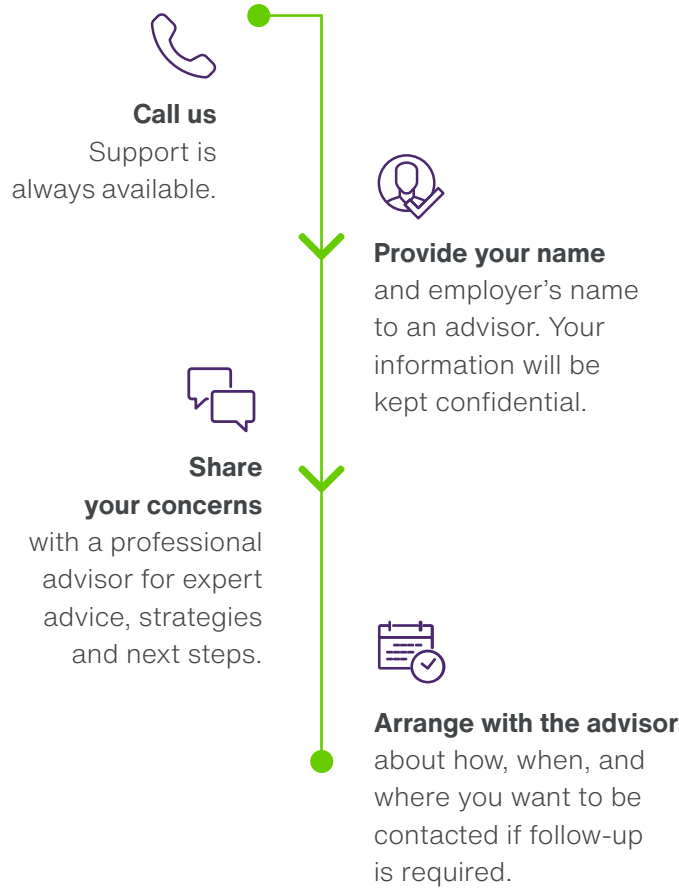 Call us
Support is
always available.
Provide your name
and employer’s name
to an advisor. Your
information will be
kept confidential.
Share
your concerns
with a professional
advisor for expert
advice, strategies
and next steps.
Arrange with the advisor
about how, when, and
where you want to be
contacted if follow-up
is required.